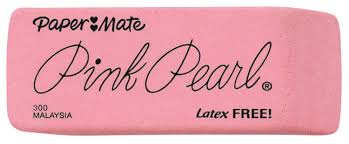 Paper♥Mate
Pink Pearl®
300
MALAYSIA
Latex FREE!